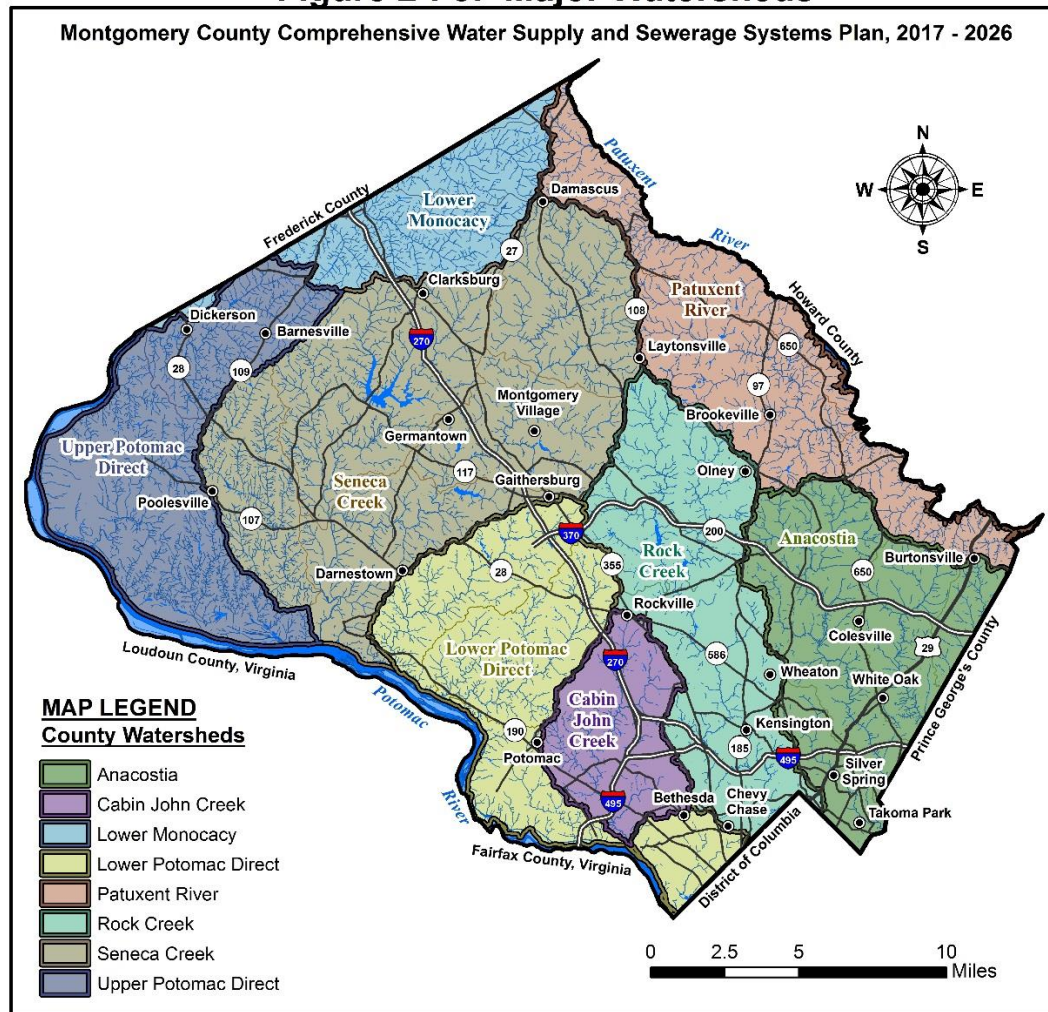 Figure 2-F3: Major Watersheds
Montgomery County Comprehensive Water Supply and Sewerage Systems Plan, 2017 - 2026
N
W
E
S
Patuxent
River
Damascus
Lower
Monocacy
Frederick County
27
Clarksburg
Howard County
Patuxent
River
Dickerson
Barnesville
270
108
650
28
109
Laytonsville
97
Montgomery
Village
Brookeville
Germantown
Upper Potomac
Direct
Seneca
Creek
117
Olney
Gaithersburg
Poolesville
107
370
200
Anacostia
Rock
Creek
Burtonsville
Darnestown
28
355
650
Rockville
Colesville
Loudoun County, Virginia
Lower Potomac
Direct
270
586
29
Wheaton
White Oak
Prince George's County
Potomac
Cabin
John
Creek
MAP LEGEND
County Watersheds
190
Potomac
Kensington
185
495
Silver
Spring
Anacostia
Cabin John Creek
Lower Monocacy
Lower Potomac Direct
Patuxent River
Rock Creek
Seneca Creek
Upper Potomac Direct
River
495
Bethesda
Chevy
Chase
Takoma Park
Fairfax County, Virginia
District of Columbia
0
2.5
5
10
Miles